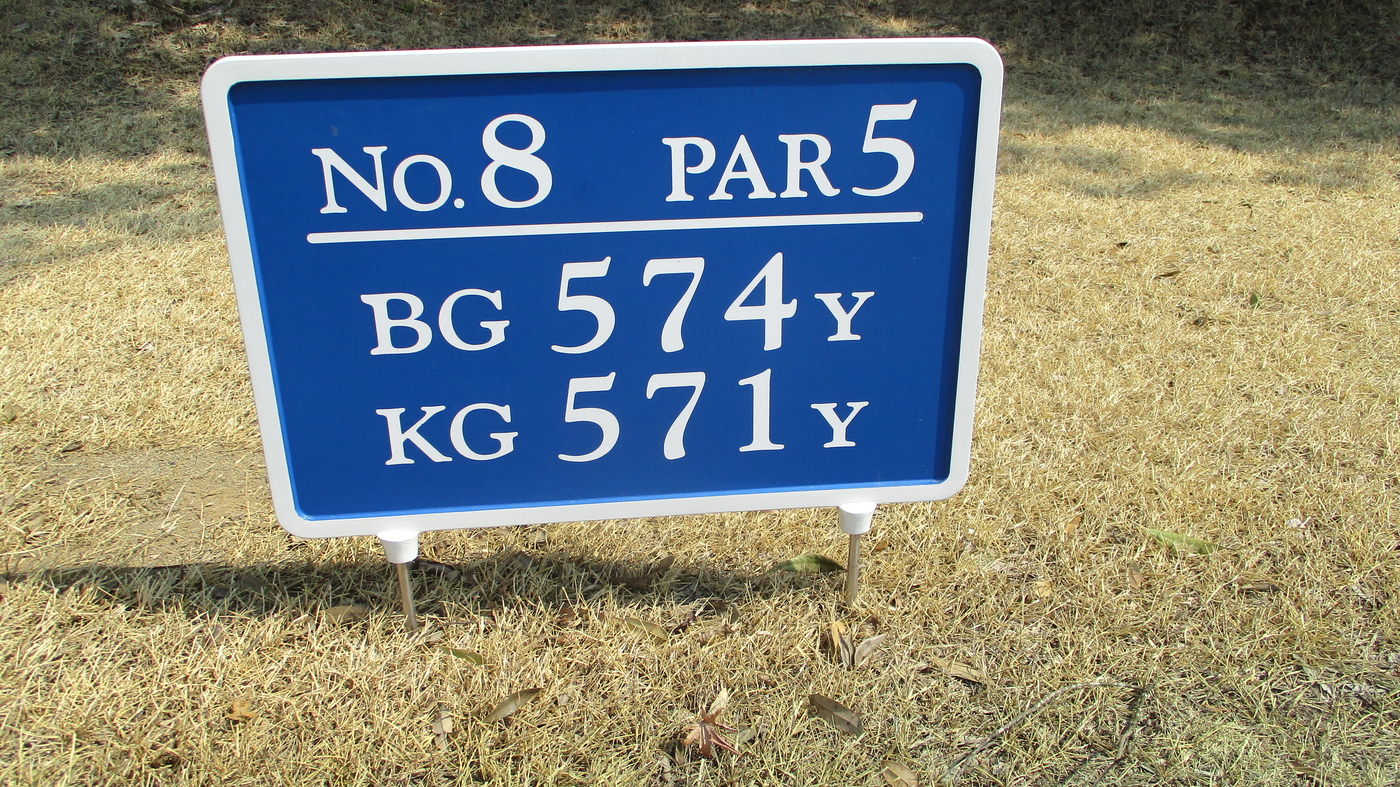 No. 8 PAR 5
BG 574 Y
KG 571 Y